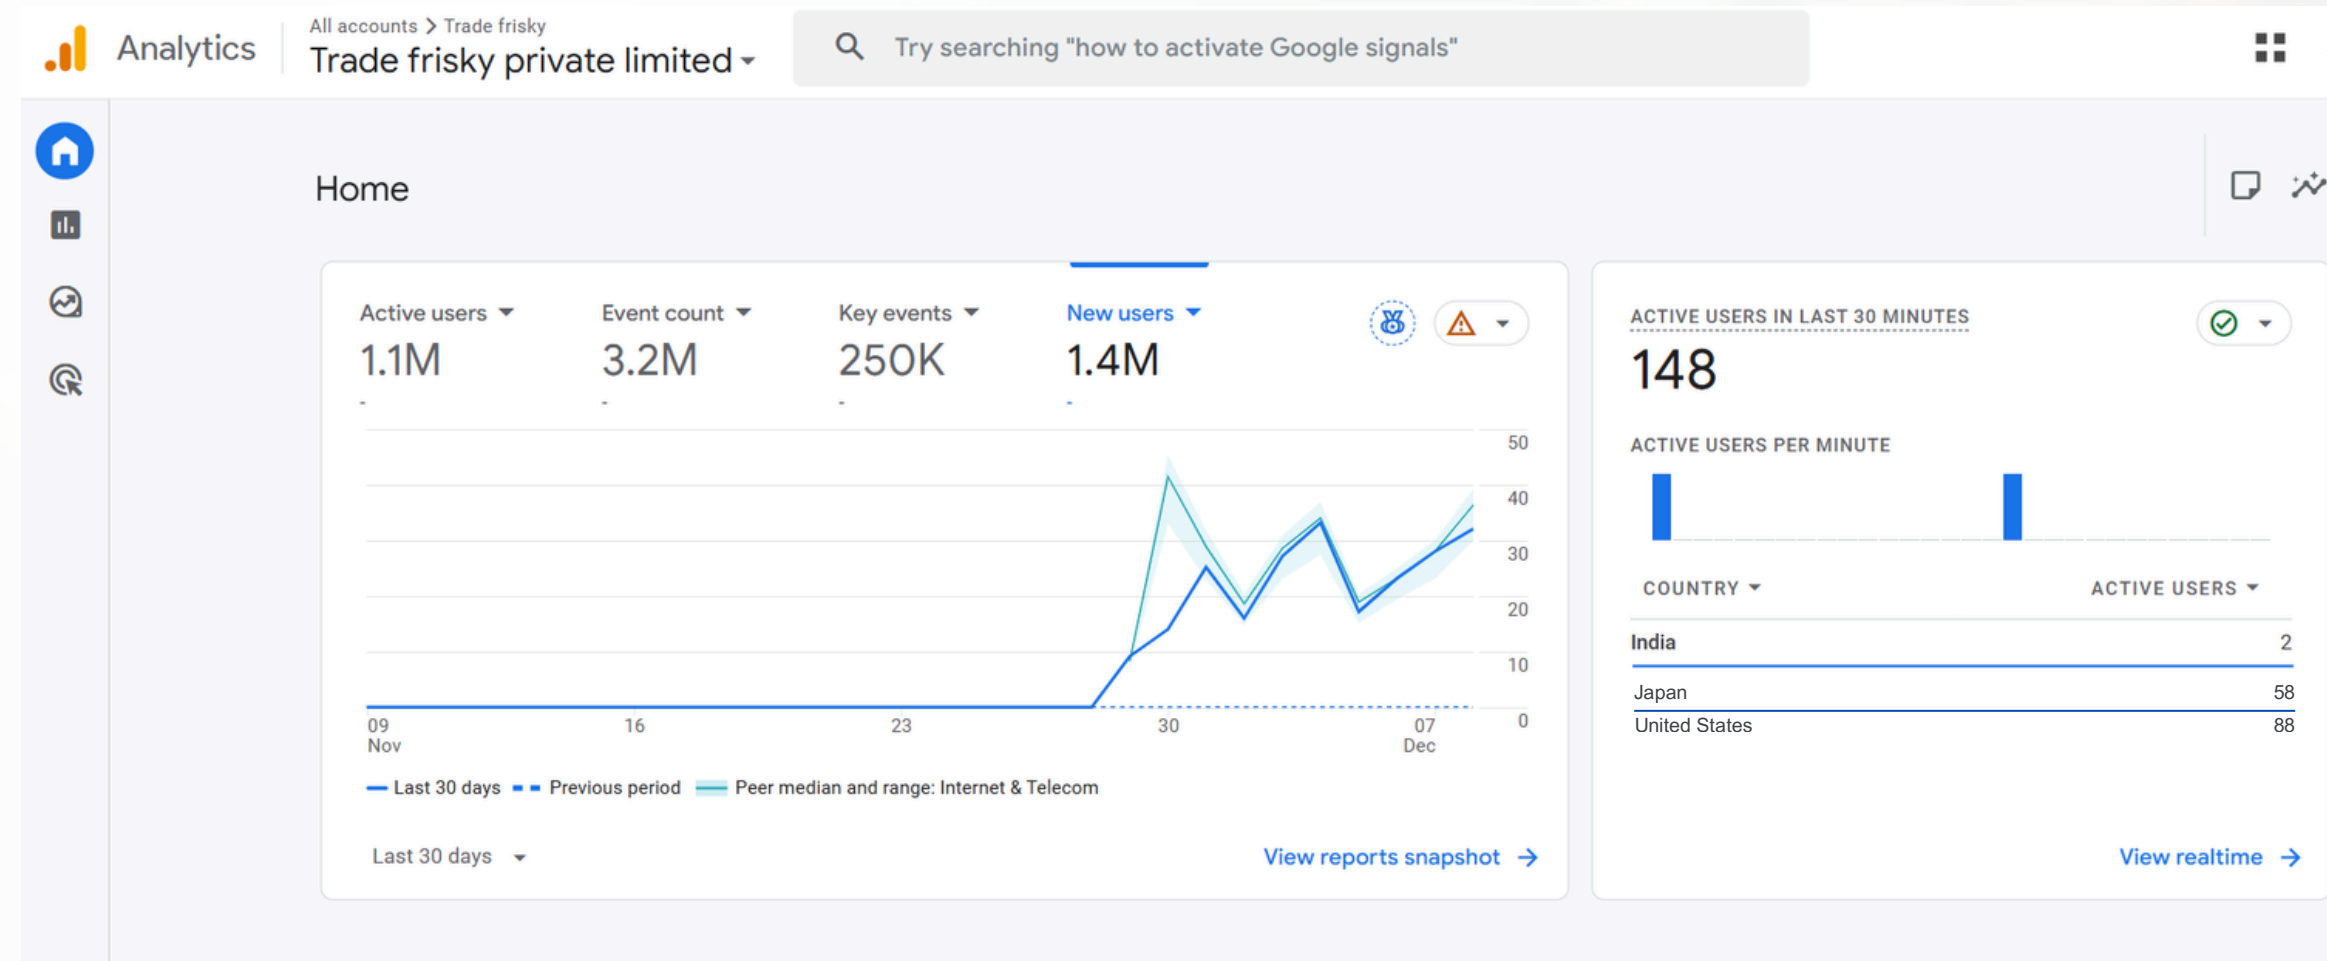 Analytics
All accounts > Trade frisky
Trade frisky private limited
Try searching "how to activate Google signals"
Home
Active users
1.1M
-
Event count
3.2M
-
Key events
250K
-
New users
1.4M
-
50
40
30
20
10
0
09
Nov
16
23
30
07
Dec
Last 30 days
Previous period
Peer median and range: Internet & Telecom
Last 30 days
View reports snapshot
ACTIVE USERS IN LAST 30 MINUTES
148
ACTIVE USERS PER MINUTE
COUNTRY ACTIVE USERS
India 2
Japan 58
United States 88
View realtime